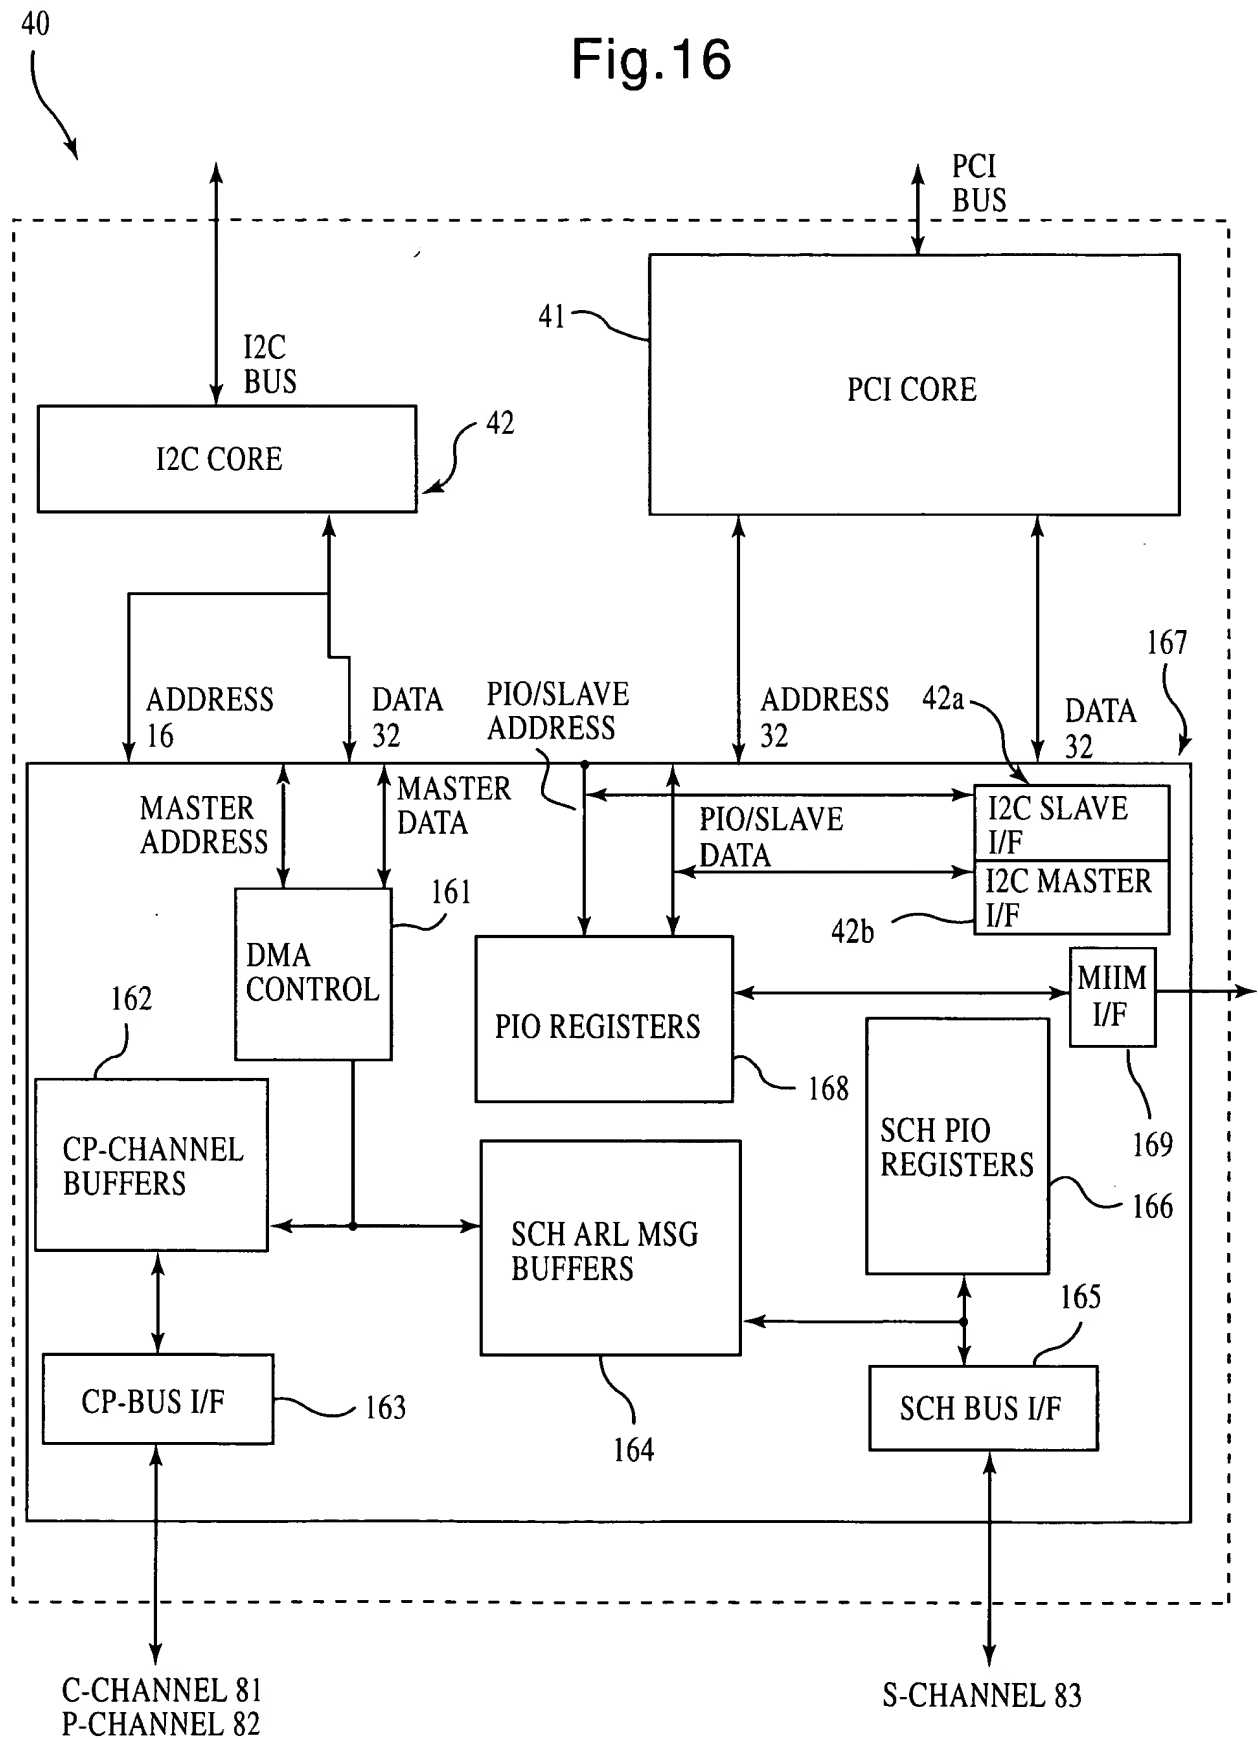 40
Fig.16
PCI
BUS
41
I2C
BUS
PCI CORE
42
I2C CORE
167
ADDRESS
16
DATA
32
PIO/SLAVE
ADDRESS
ADDRESS
32
42a
DATA
32
MASTER
ADDRESS
MASTER
DATA
PIO/SLAVE
DATA
I2C SLAVE
I/F
I2C MASTER
I/F
161
42b
DMA
CONTROL
MIIM
I/F
162
PIO REGISTERS
168
169
CP-CHANNEL
BUFFERS
SCH PIO
REGISTERS
166
SCH ARL MSG
BUFFERS
165
CP-BUS I/F
163
SCH BUS I/F
164
C-CHANNEL 81
P-CHANNEL 82
S-CHANNEL 83